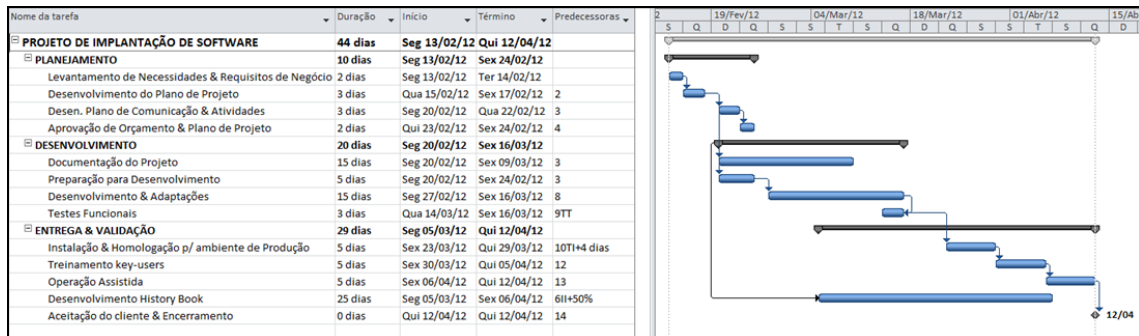 Nome da tarefa Duração Início Término Predecessoras 2 19/Fev/12 04/Mar/12 18/Mar/12 01/Abr/12 15/Ab
S Q D Q S S T S Q D Q S S T S Q D
PROJETO DE IMPLANTAÇÃO DE SOFTWARE 44 dias Seg 13/02/12 Qui 12/04/12
PLANEJAMENTO 10 dias Seg 13/02/12 Sex 24/02/12
Levantamento de Necessidades & Requisitos de Negócio 2 dias Seg 13/02/12 Ter 14/02/12
Desenvolvimento do Plano de Projeto 3 dias Qua 15/02/12 Sex 17/02/12 2
Desen. Plano de Comunicação & Atividades 3 dias Seg 20/02/12 Qua 22/02/12 3
Aprovação de Orçamento & Plano de Projeto 2 dias Qui 23/02/12 Sex 24/02/12 4
DESENVOLVIMENTO 20 dias Seg 20/02/12 Sex 16/03/12
Documentação do Projeto 15 dias Seg 20/02/12 Sex 09/03/12 3
Preparação para Desenvolvimento 5 dias Seg 20/02/12 Sex 24/02/12 3
Desenvolvimento & Adaptações 15 dias Seg 27/02/12 Sex 16/03/12 8
Testes Funcionais 3 dias Qua 14/03/12 Sex 16/03/12 9TT
ENTREGA & VALIDAÇÃO 29 dias Seg 05/03/12 Qui 12/04/12
Instalação & Homologação p/ ambiente de Produção 5 dias Sex 23/03/12 Qui 29/03/12 10TI+4 dias
Treinamento key-users 5 dias Sex 30/03/12 Qui 05/04/12 12
Operação Assistida 5 dias Sex 06/04/12 Qui 12/04/12 13
Desenvolvimento History Book 25 dias Seg 05/03/12 Sex 06/04/12 6II+50%
Aceitação do cliente & Encerramento 0 dias Qui 12/04/12 Qui 12/04/12 14 12/04